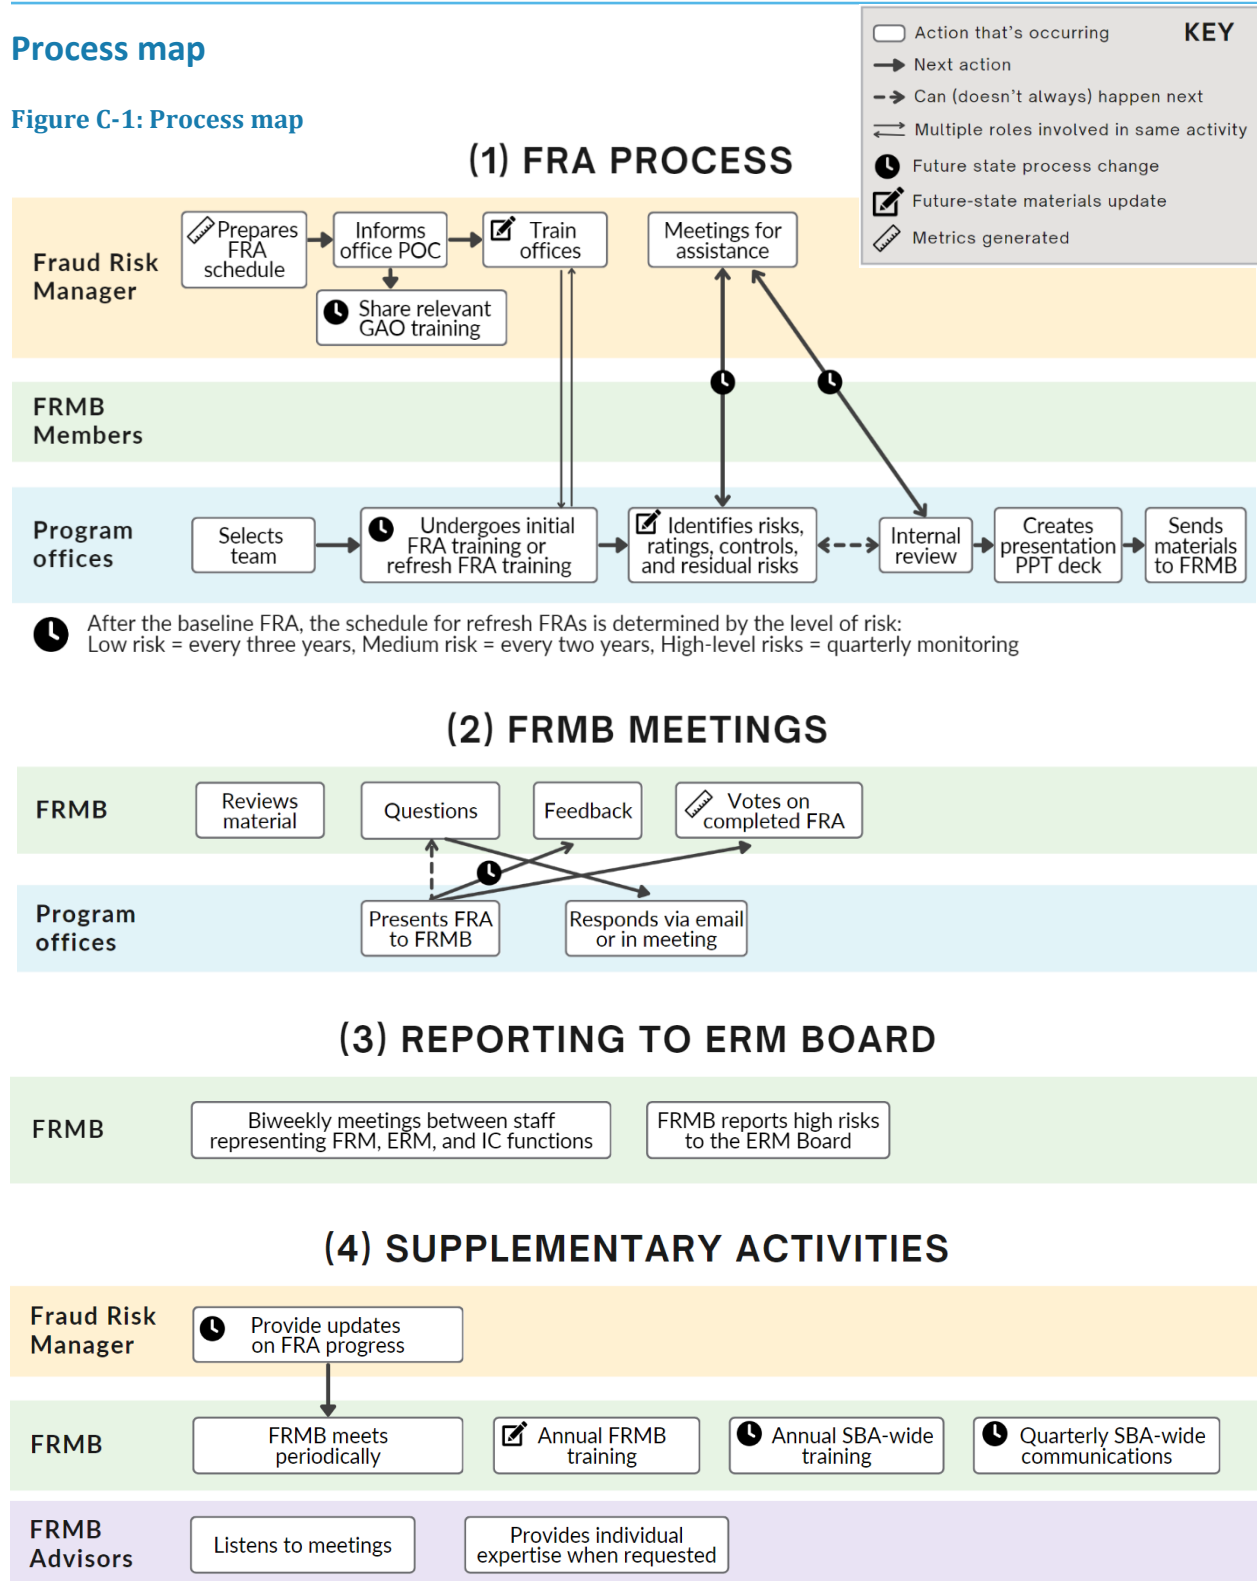 Process map
Figure C-1: Process map
KEY
Action that's occurring
Next action
Can (doesn't always) happen next
Multiple roles involved in same activity
Future state process change
Future-state materials update
Metrics generated
(1) FRA PROCESS
Fraud Risk
Manager
Prepares
FRA
schedule
Informs
office POC
Train
offices
Meetings for
assistance
Share relevant
GAO training
FRMB
Members
Program
offices
Selects
team
Undergoes initial
FRA training or
refresh FRA training
Identifies risks,
ratings, controls,
and residual risks
Internal
review
Creates
presentation
PPT deck
Sends
materials
to FRMB
After the baseline FRA, the schedule for refresh FRAs is determined by the level of risk:
Low risk = every three years, Medium risk = every two years, High-level risks = quarterly monitoring
(2) FRMB MEETINGS
FRMB
Reviews
material
Questions
Feedback
Votes on
completed FRA
Program
offices
Presents FRA
to FRMB
Responds via email
or in meeting
(3) REPORTING TO ERM BOARD
FRMB
Biweekly meetings between staff
representing FRM, ERM, and IC functions
FRMB reports high risks
to the ERM Board
(4) SUPPLEMENTARY ACTIVITIES
Fraud Risk
Manager
Provide updates
on FRA progress
FRMB
FRMB meets
periodically
Annual FRMB
training
Annual SBA-wide
training
Quarterly SBA-wide
communications
FRMB
Advisors
Listens to meetings
Provides individual
expertise when requested